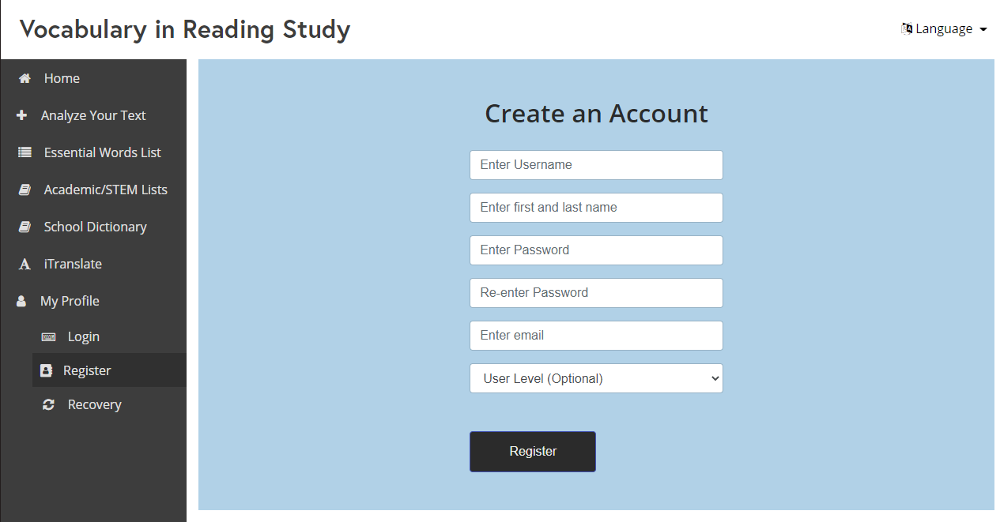 Vocabulary in Reading Study
Language
Home
Analyze Your Text
Essential Words List
Academic/STEM Lists
School Dictionary
iTranslate
My Profile
Login
Register
Recovery
Create an Account
Enter Username
Enter first and last name
Enter Password
Re-enter Password
Enter email
User Level (Optional)
Register